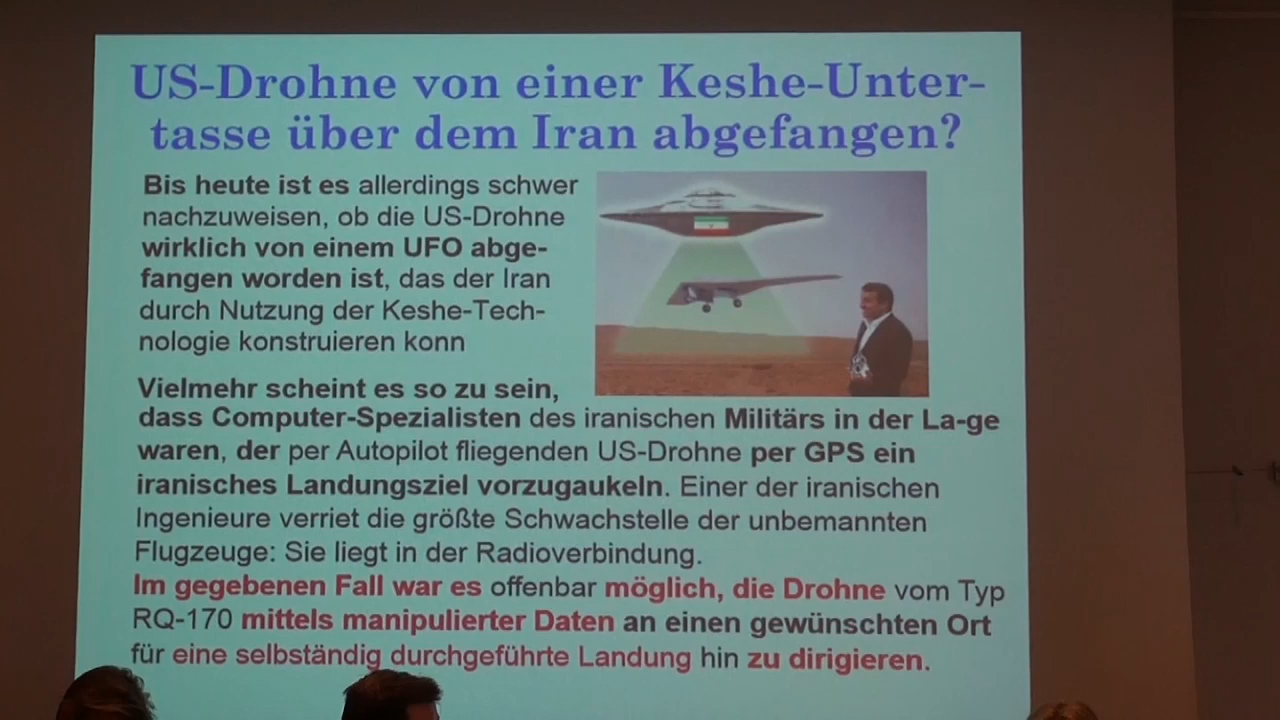 US-Drohne von einer Keshe-Unter-
tasse über dem Iran abgefangen?
Bis heute ist es allerdings schwer
nachzuweisen, ob die US-Drohne
wirklich von einem UFO abge-
fangen worden ist, das der Iran
durch Nutzung der Keshe-Tech-
nologie konstruieren konn
Vielmehr scheint es so zu sein,
dass Computer-Spezialisten des iranischen Militärs in der La-ge
waren, der per Autopilot fliegenden US-Drohne per GPS ein
iranisches Landungsziel vorzugaukeln. Einer der iranischen
Ingenieure verriet die größte Schwachstelle der unbemannten
Flugzeuge: Sie liegt in der Radioverbindung.
Im gegebenen Fall war es offenbar möglich, die Drohne vom Typ
RQ-170 mittels manipulierter Daten an einen gewünschten Ort
für eine selbständig durchgeführte Landung hin zu dirigieren.